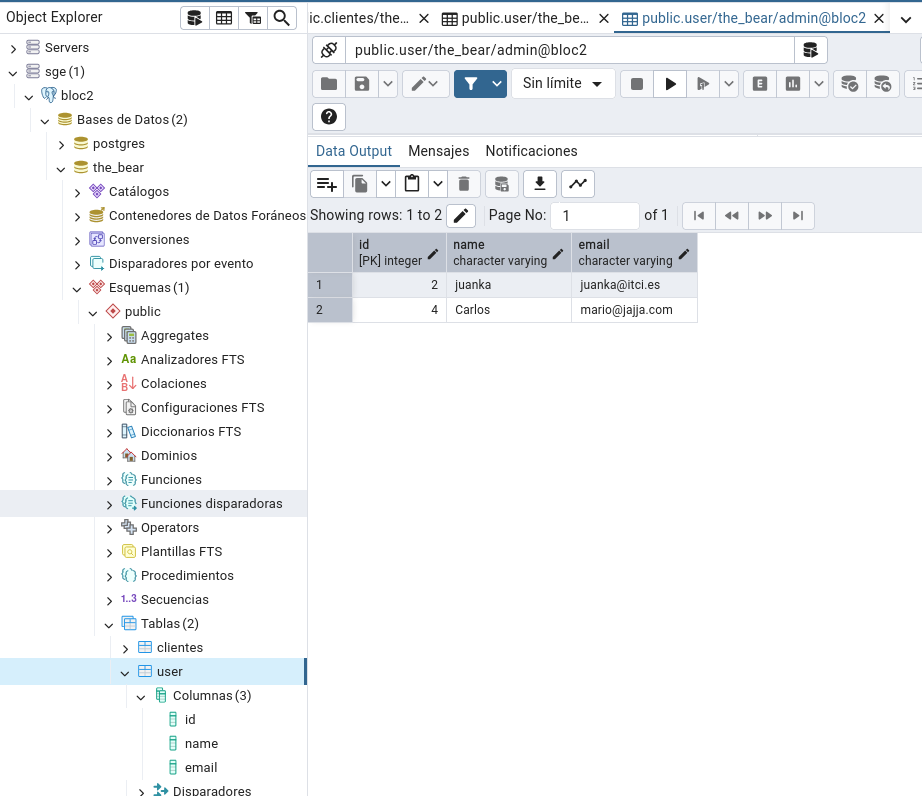 Object Explorer
Servers
sge (1)
bloc2
Bases de Datos (2)
postgres
the_bear
Catálogos
Contenedores de Datos Foráneos
Conversiones
Disparadores por evento
Esquemas (1)
public
Aggregates
Aa Analizadores FTS
Colaciones
Configuraciones FTS
Diccionarios FTS
Dominios
Funciones
Funciones disparadoras
Operators
Plantillas FTS
Procedimientos
1..3 Secuencias
Tablas (2)
clientes
user
Columnas (3)
id
name
email
Disparadores
ic.clientes/the... public.user/the_be... public.user/the_bear/admin@bloc2
public.user/the_bear/admin@bloc2
Sin límite
E
Data Output Mensajes Notificaciones
Showing rows: 1 to 2 Page No: 1 of 1
id name email
[PK] integer character varying character varying
1 2 juanka juanka@itci.es
2 4 Carlos mario@jajja.com